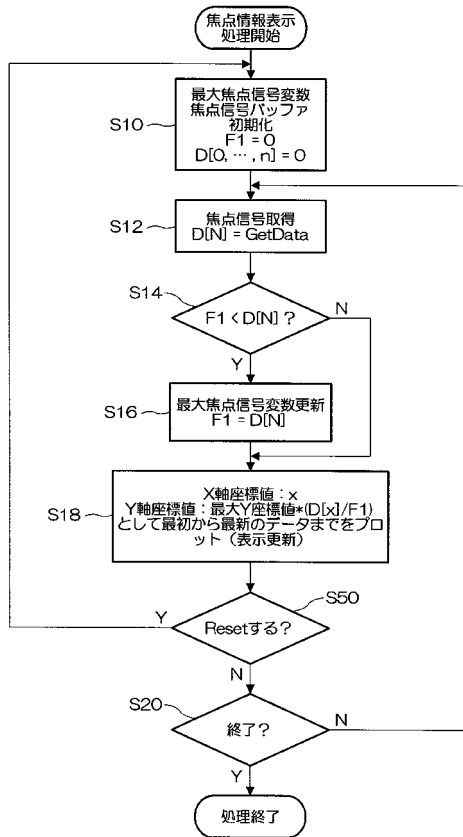 焦点情報表示
処理開始
S10
最大焦点信号変数
焦点信号バッファ
初期化
F1＝0
D[0, …, n]＝0
S12
焦点信号取得
D[N]＝GetData
S14
F1＜D[N]？
N
Y
S16
最大焦点信号変数更新
F1＝D[N]
S18
X軸座標値：x
Y軸座標値：最大Y座標値*(D[x]/F1)
として最初から最新のデータまでをプロ
ット（表示更新）
S50
Y
Resetする？
N
S20
終了？
N
Y
処理終了